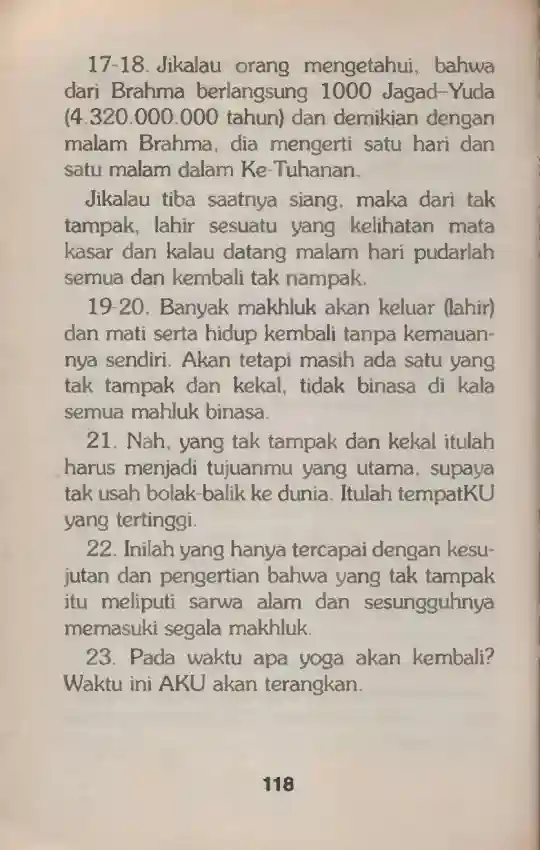 17-18. Jikalau orang mengetahui, bahwa
dari Brahma berlangsung 1000 Jagad-Yuda
(4.320.000.000 tahun) dan demikian dengan
malam Brahma, dia mengerti satu hari dan
satu malam dalam Ke-Tuhanan.
Jikalau tiba saatnya siang, maka dari tak
tampak, lahir sesuatu yang kelihatan mata
kasar dan kalau datang malam hari pudarlah
semua dan kembali tak nampak.
19-20. Banyak makhluk akan keluar (lahir)
dan mati serta hidup kembali tanpa kemauan-
nya sendiri. Akan tetapi masih ada satu yang
tak tampak dan kekal, tidak binasa di kala
semua mahluk binasa.
21. Nah, yang tak tampak dan kekal itulah
harus menjadi tujuanmu yang utama, supaya
tak usah bolak-balik ke dunia. Itulah tempatKU
yang tertinggi.
22. Inilah yang hanya tercapai dengan kesu-
jutan dan pengertian bahwa yang tak tampak
itu meliputi sarwa alam dan sesungguhnya
memasuki segala makhluk.
23. Pada waktu apa yoga akan kembali?
Waktu ini AKU akan terangkan.
118